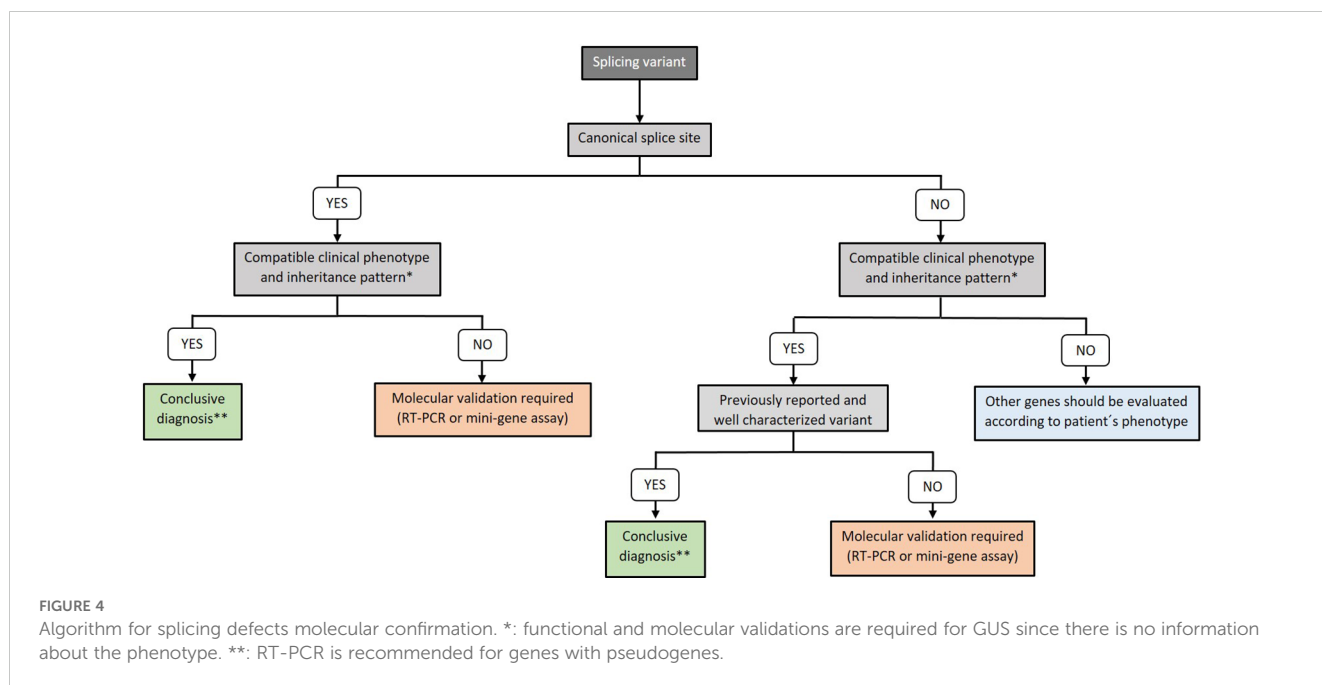 Splicing variant
Canonical splice site
YES
NO
Compatible clinical phenotype
and inheritance pattern*
Compatible clinical phenotype
and inheritance pattern*
YES
NO
YES
NO
Conclusive
diagnosis**
Molecular validation required
(RT-PCR or mini-gene assay)
Previously reported and
well characterized variant
Other genes should be evaluated
according to patient´s phenotype
YES
NO
Conclusive
diagnosis**
Molecular validation required
(RT-PCR or mini-gene assay)
FIGURE 4
Algorithm for splicing defects molecular confirmation. *: functional and molecular validations are required for GUS since there is no information
about the phenotype. **: RT-PCR is recommended for genes with pseudogenes.